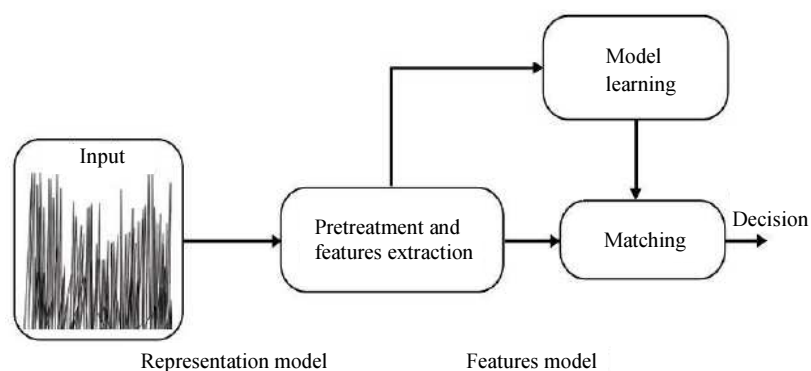 Model
learning
Input
Pretreatment and
features extraction
Matching
Decision
Representation model
Features model